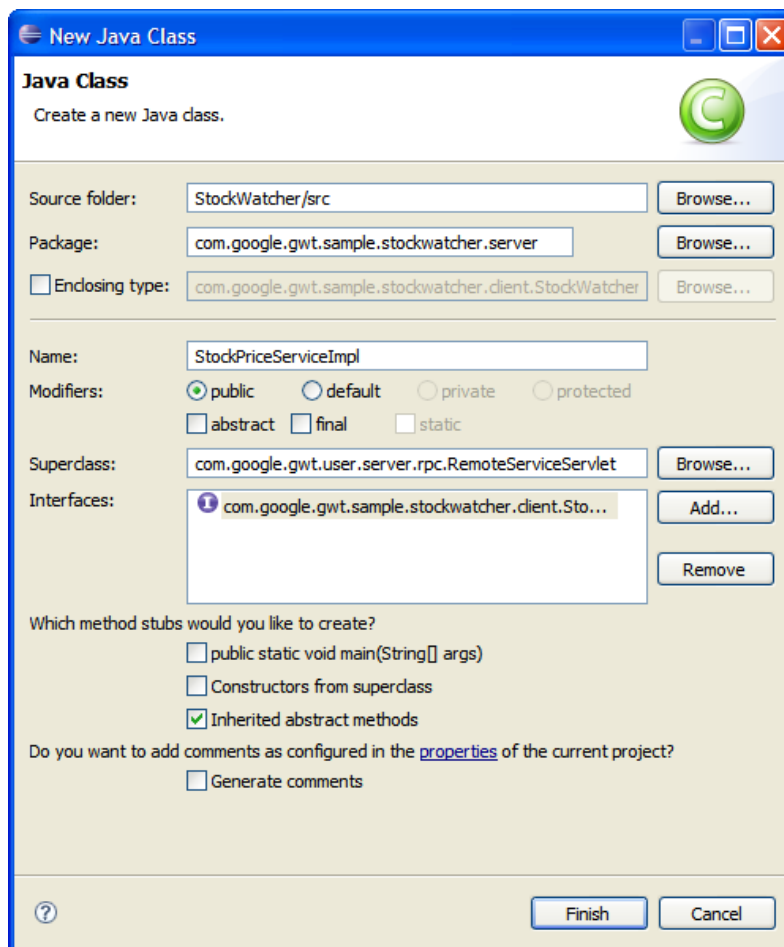 New Java Class
Java Class
Create a new Java class.
Source folder: StockWatcher/src Browse...
Package: com.google.gwt.sample.stockwatcher.server Browse...
Enclosing type: com.google.gwt.sample.stockwatcher.client.StockWatcher Browse...
Name: StockPriceServiceImpl
Modifiers: public default private protected
abstract final static
Superclass: com.google.gwt.user.server.rpc.RemoteServiceServlet Browse...
Interfaces: com.google.gwt.sample.stockwatcher.client.Sto... Add...
Remove
Which method stubs would you like to create?
public static void main(String[] args)
Constructors from superclass
Inherited abstract methods
Do you want to add comments as configured in the properties of the current project?
Generate comments
? Finish Cancel